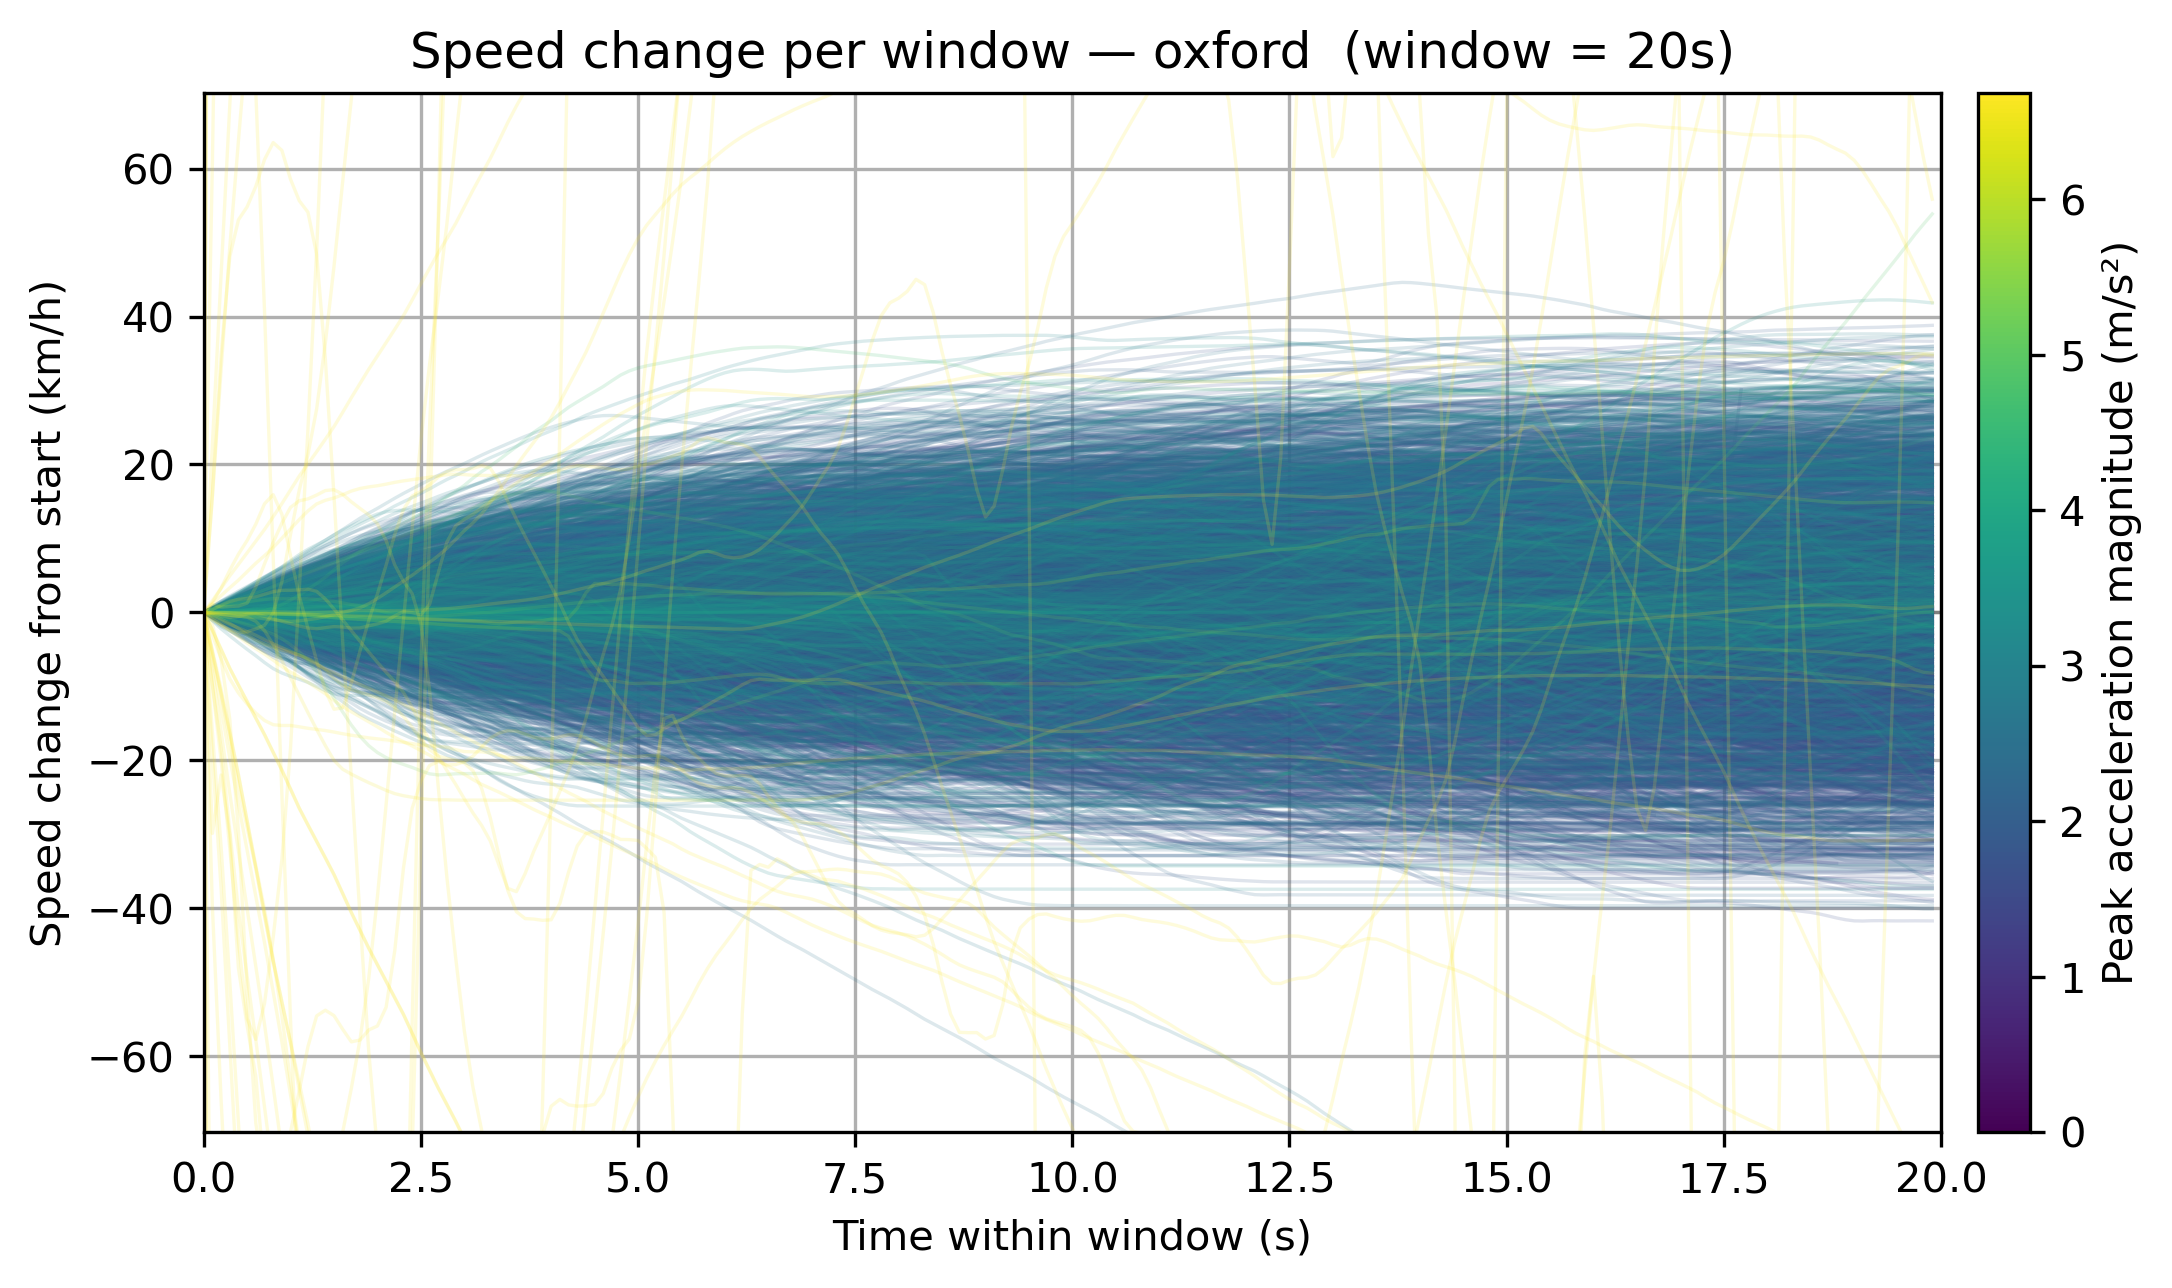 Speed change per window — oxford  (window = 20s)
Speed change from start (km/h)
60
40
20
0
−20
−40
−60
0.0 2.5 5.0 7.5 10.0 12.5 15.0 17.5 20.0
Time within window (s)
6
5
4
3
2
1
0
Peak acceleration magnitude (m/s²)